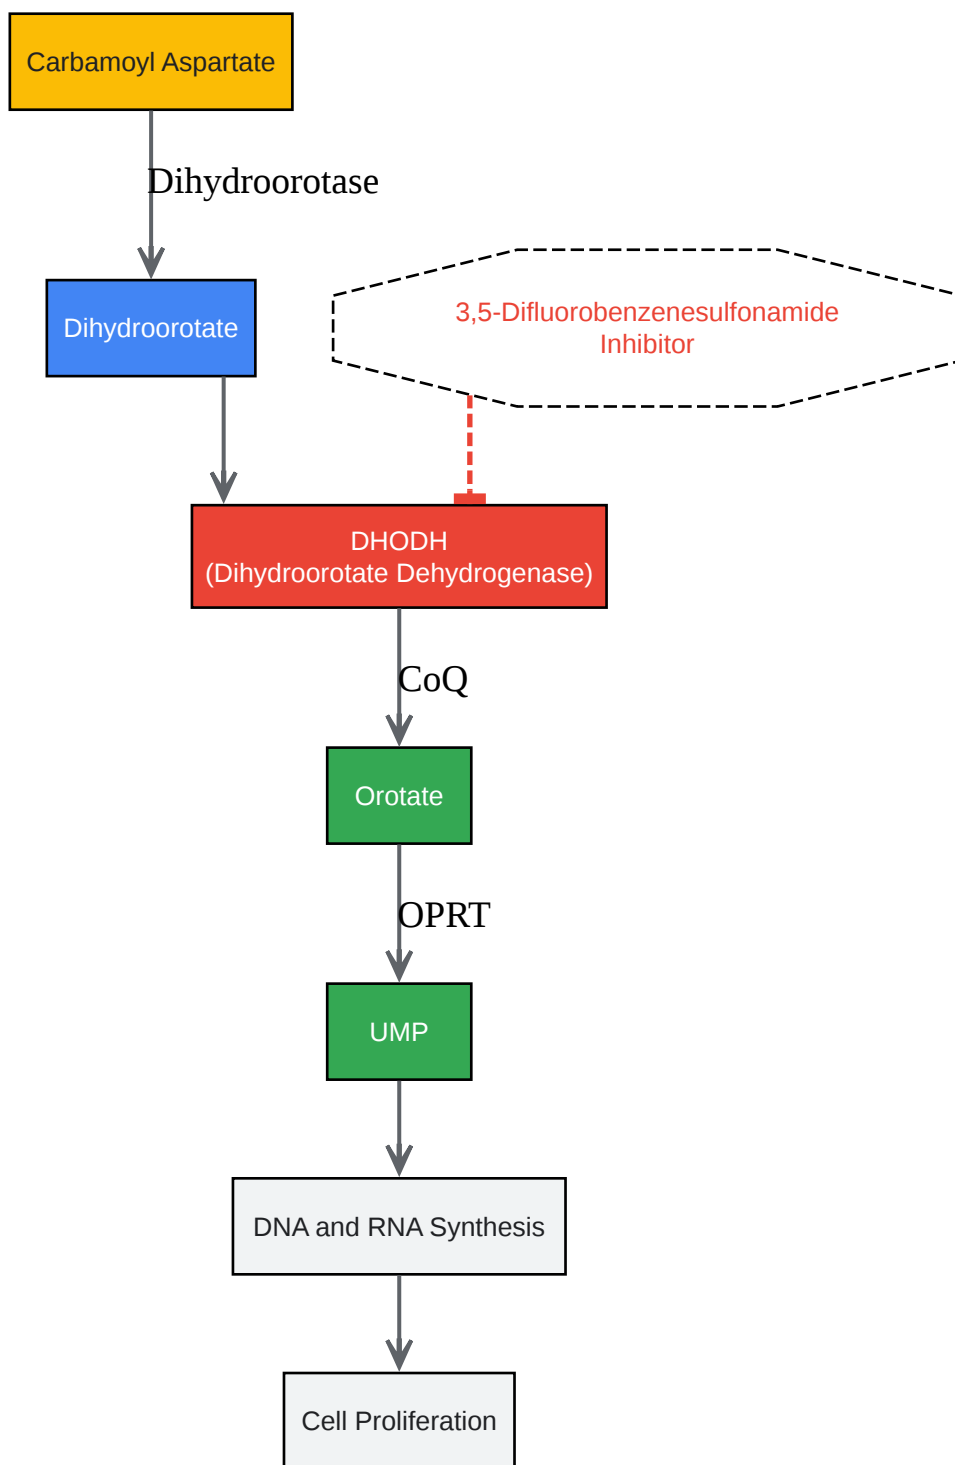 Carbamoyl Aspartate
Dihydroorotase
Dihydroorotate
3,5-Difluorobenzenesulfonamide
Inhibitor
DHODH
(Dihydroorotate Dehydrogenase)
CoQ
Orotate
OPRT
UMP
DNA and RNA Synthesis
Cell Proliferation